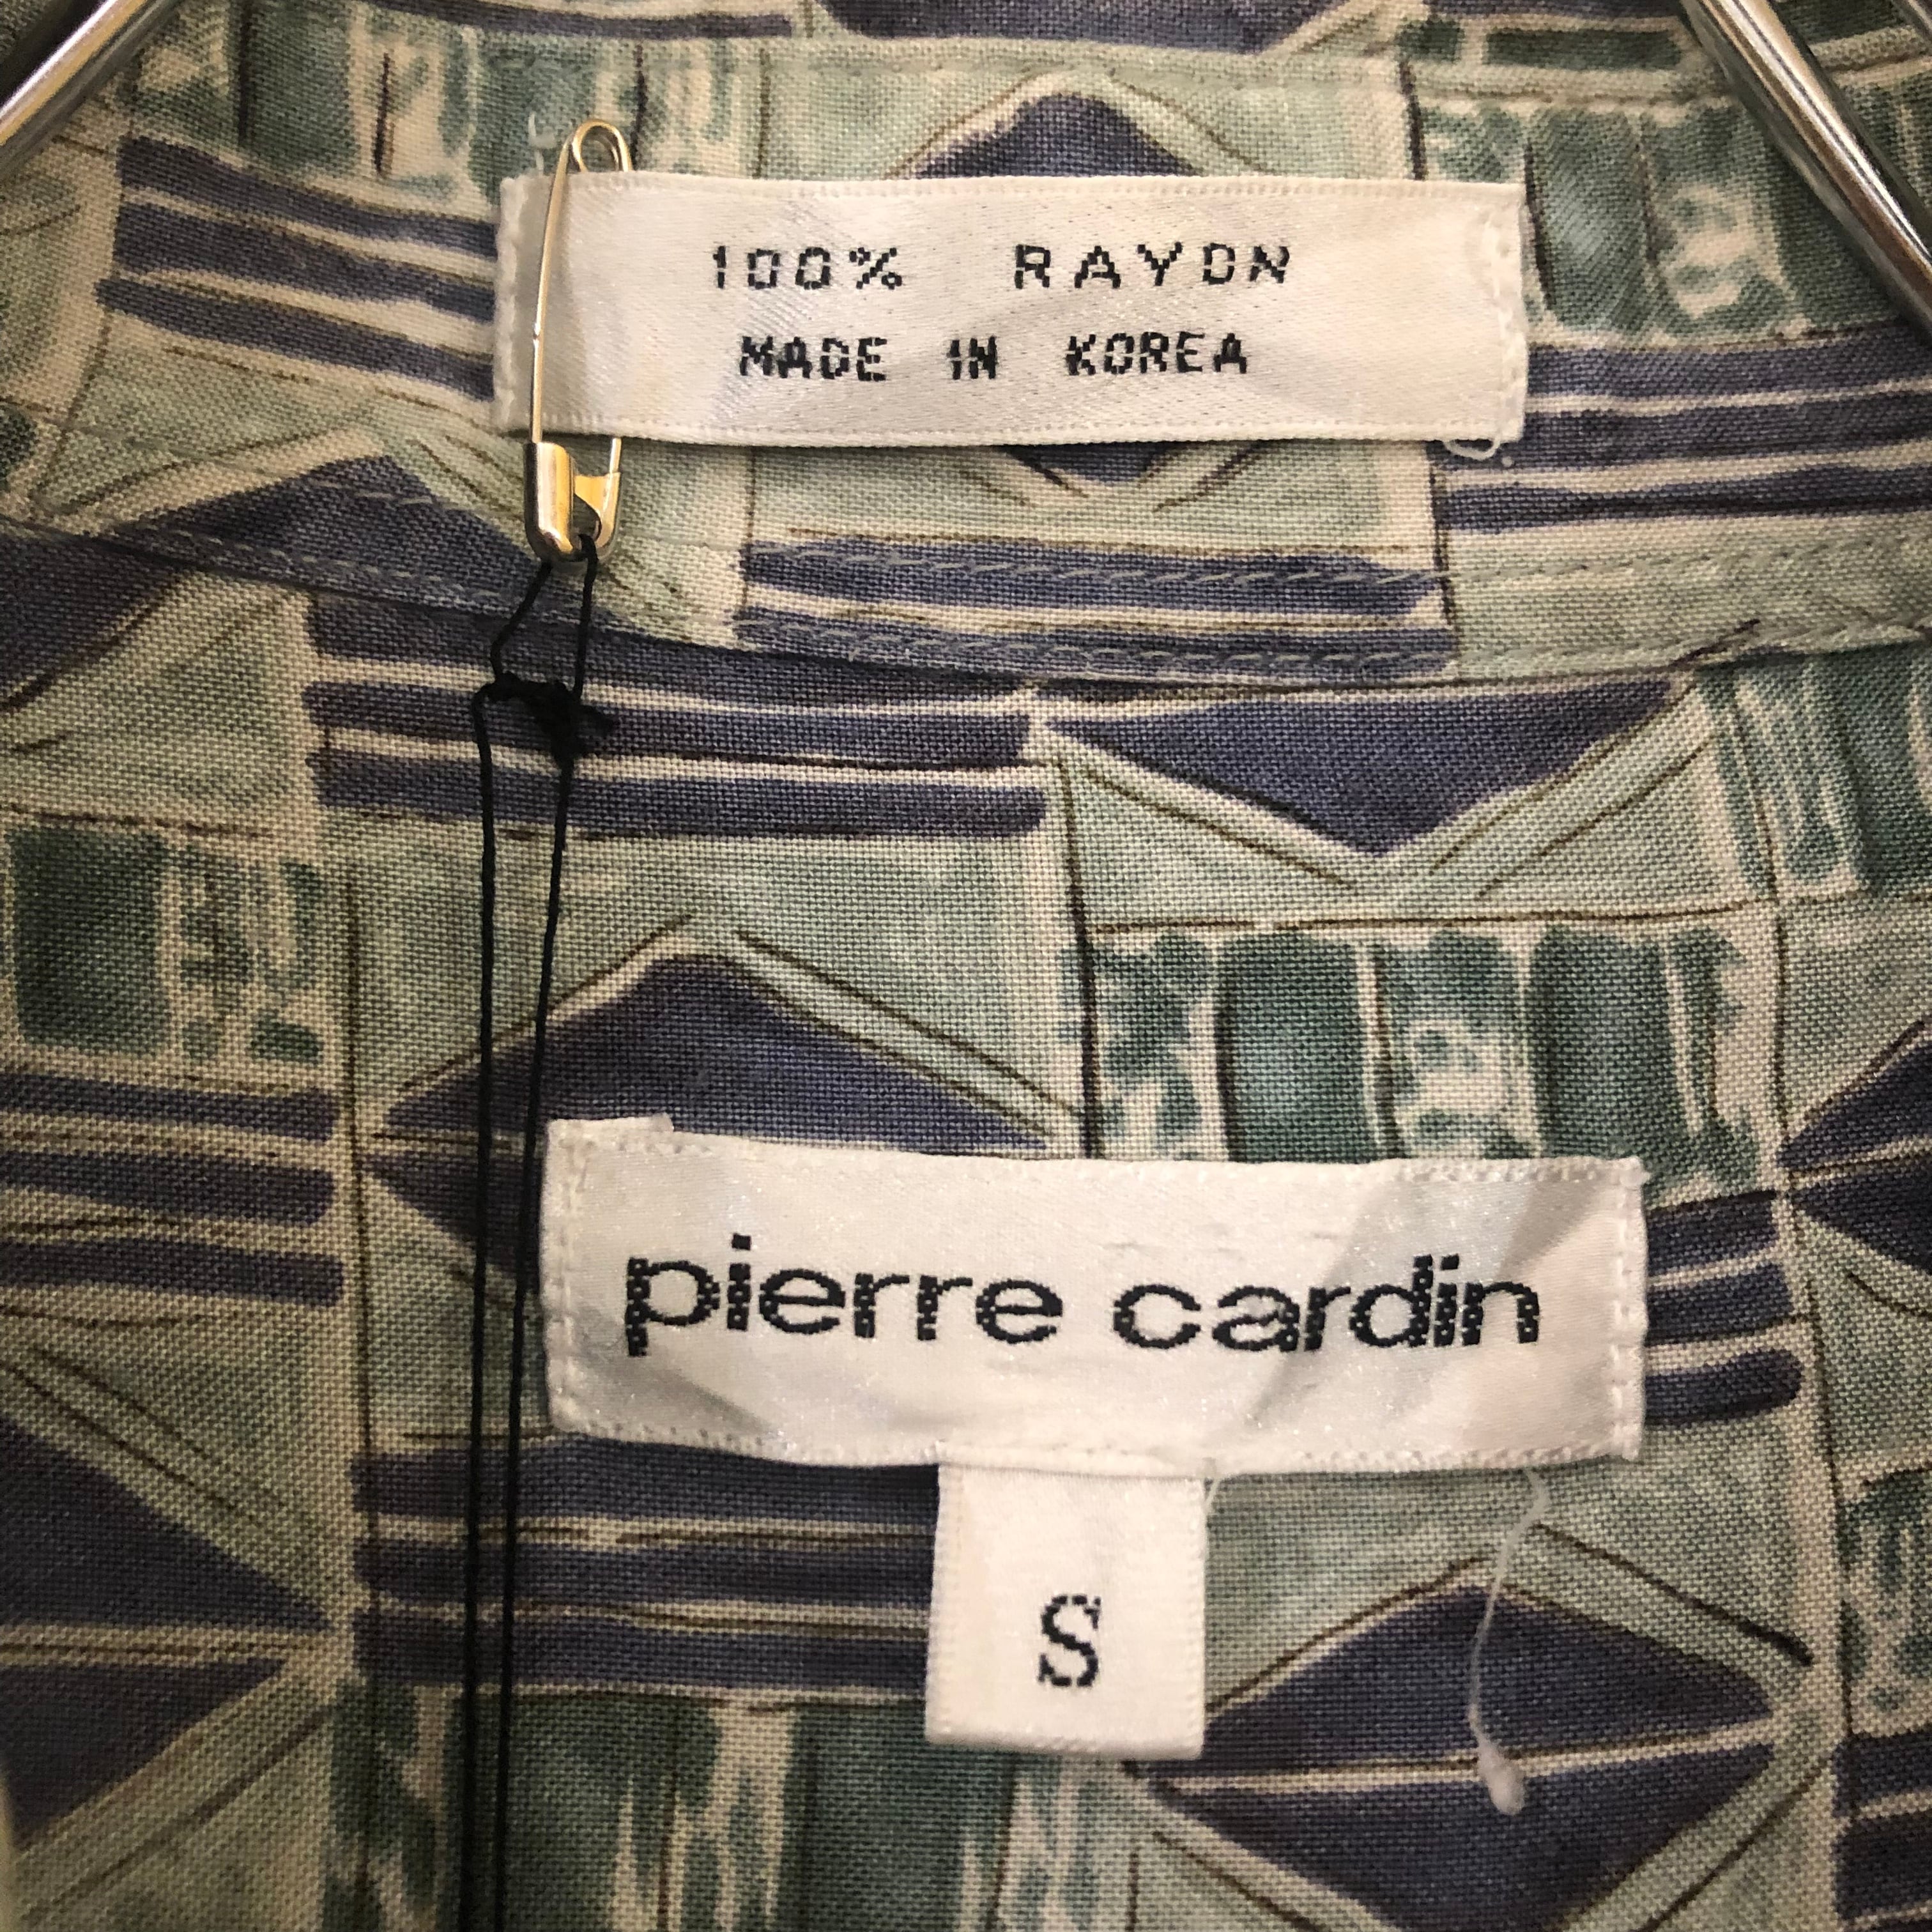 100% RAYON
MADE IN KOREA
pierre cardin
S